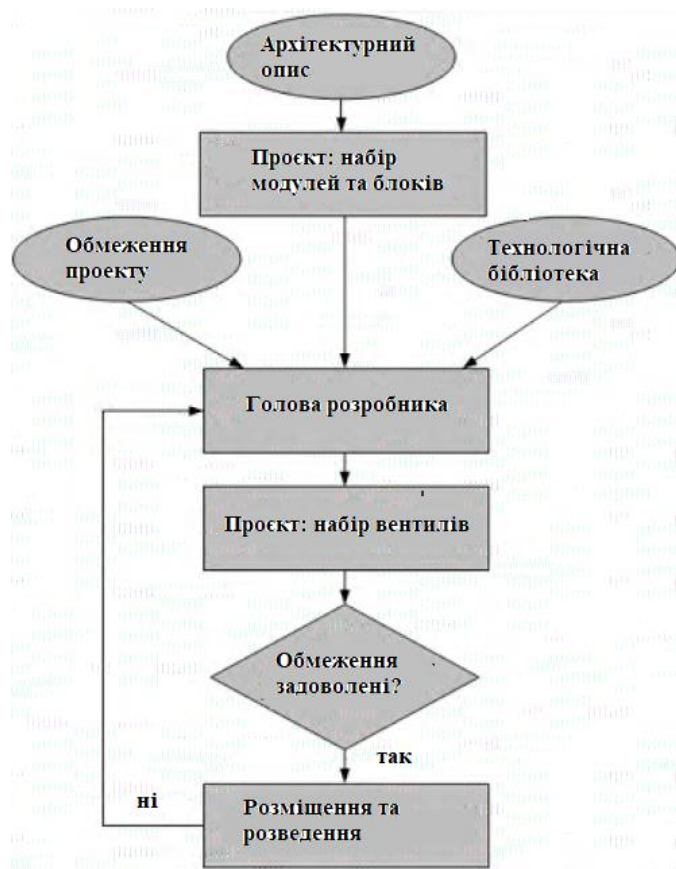 Архітектурний
опис
Проєкт: набір
модулей та блоків
Обмеження
проекту
Технологічна
бібліотека
Голова розробника
Проєкт: набір вентилів
Обмеження
задоволені?
так
ні
Розміщення та
розведення